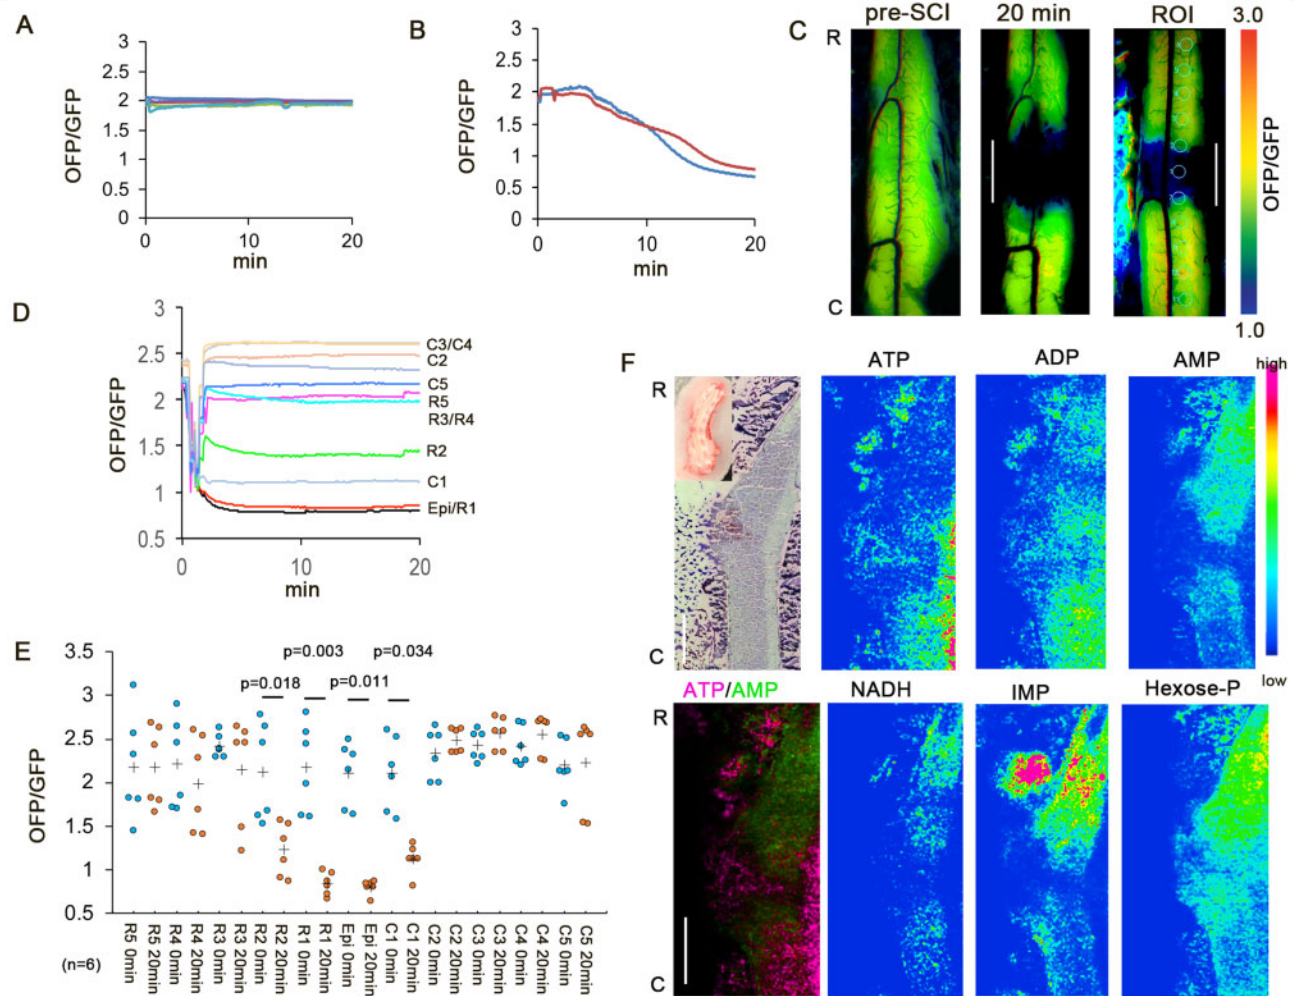 A
OFP/GFP
3
2.5
2
1.5
1
0.5
0
0
10
20
min
B
OFP/GFP
3
2.5
2
1.5
1
0.5
0
0
10
20
min
C
pre-SCI
20 min
ROI
R
C
3.0
OFP/GFP
1.0
D
OFP/GFP
3
2.5
2
1.5
1
0.5
0
10
20
min
C3/C4
C2
C5
R5
R3/R4
R2
C1
Epi/R1
E
OFP/GFP
3.5
3
2.5
2
1.5
1
0.5
p=0.018
p=0.003
p=0.011
p=0.034
(n=6)
R5 0min
R5 20min
R4 0min
R4 20min
R3 0min
R3 20min
R2 0min
R2 20min
R1 0min
R1 20min
Epi 0min
Epi 20min
C1 0min
C1 20min
C2 0min
C2 20min
C3 0min
C3 20min
C4 0min
C4 20min
C5 0min
C5 20min
F
R
C
ATP
ADP
AMP
high
low
ATP/AMP
NADH
IMP
Hexose-P
R
C